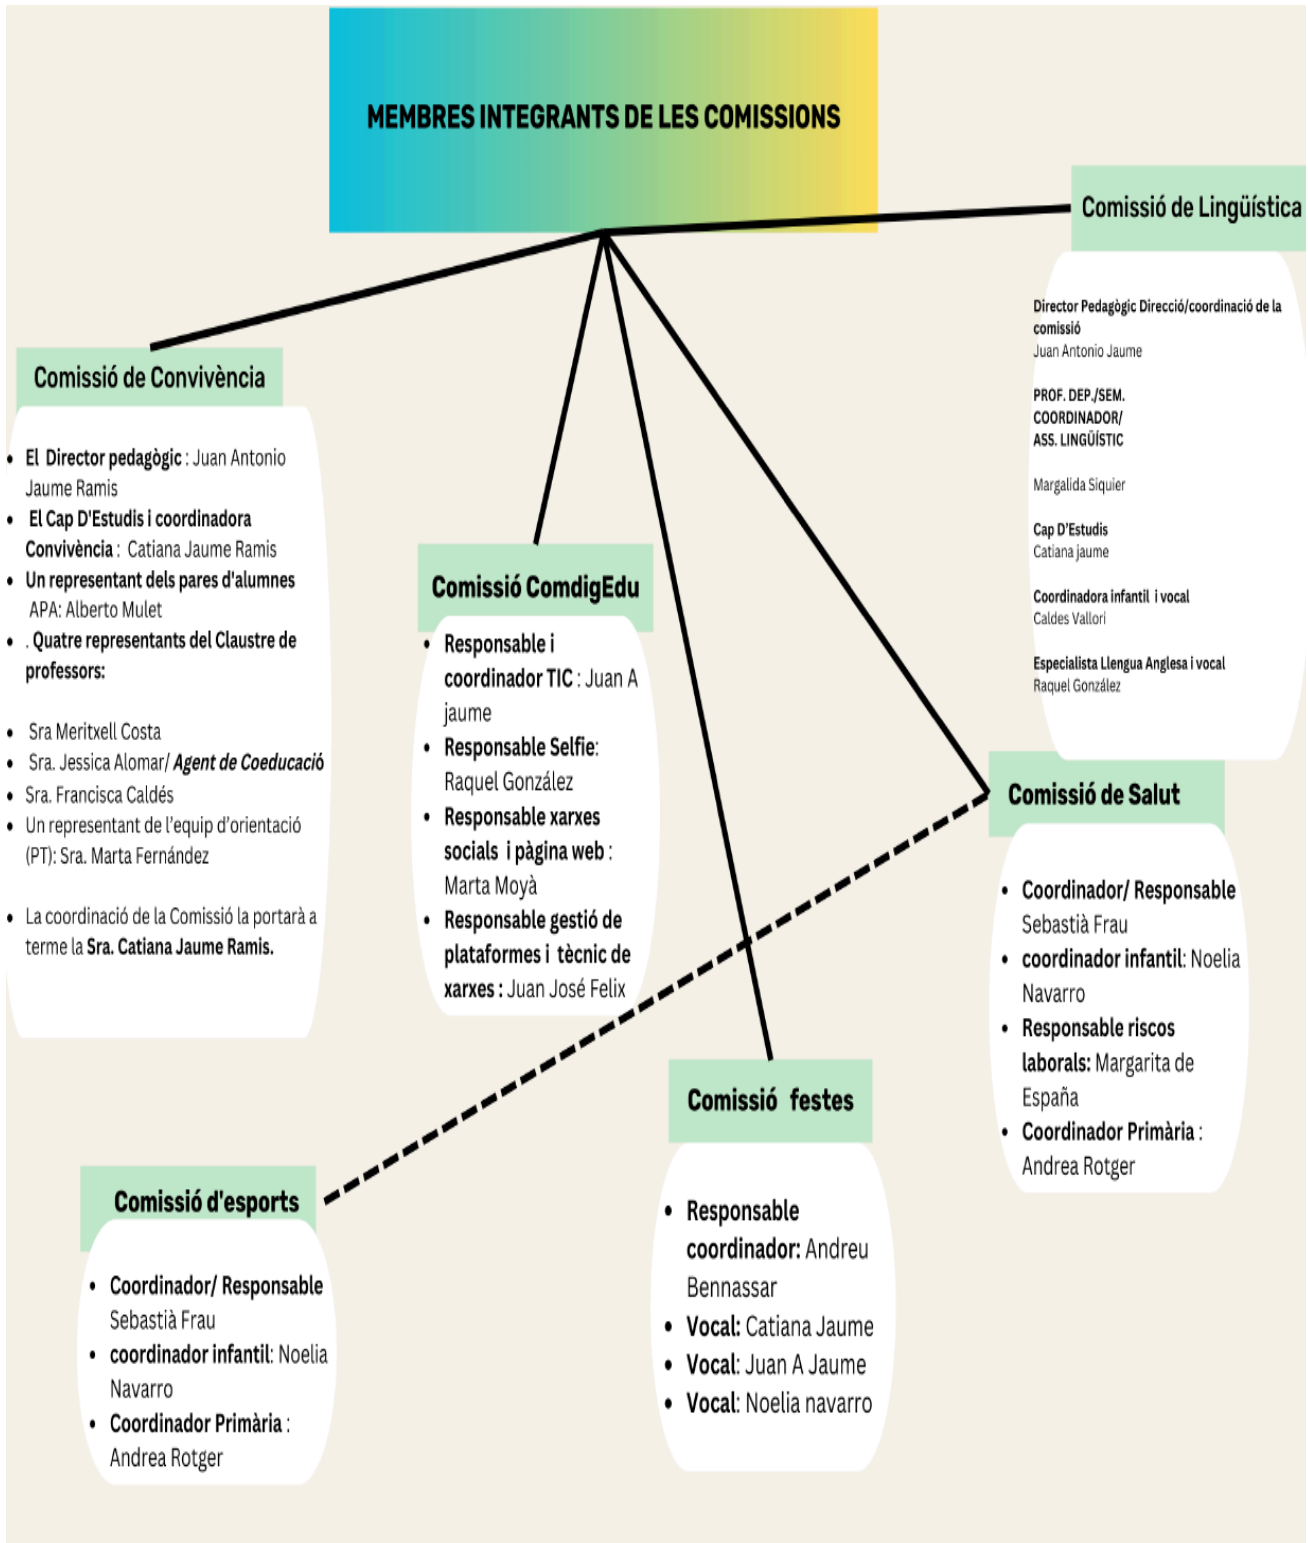 MEMBRES INTEGRANTS DE LES COMISSIONS
Comissió de Lingüística
Director Pedagògic Direcció/coordinació de la
comissió
Juan Antonio Jaume
PROF. DEP./SEM.
COORDINADOR/
ASS. LINGÜÍSTIC
Margalida Siquier
Cap D'Estudis
Catiana jaume
Coordinadora infantil i vocal
Caldes Vallori
Especialista Llengua Anglesa i vocal
Raquel González
Comissió de Convivència
• El Director pedagògic : Juan Antonio
Jaume Ramis
• El Cap D'Estudis i coordinadora
Convivència : Catiana Jaume Ramis
• Un representant dels pares d'alumnes
APA: Alberto Mulet
• . Quatre representants del Claustre de
professors:
• Sra Meritxell Costa
• Sra. Jessica Alomar/ Agent de Coeducació
• Sra. Francisca Caldés
• Un representant de l'equip d'orientació
(PT): Sra. Marta Fernández
• La coordinació de la Comissió la portarà a
terme la Sra. Catiana Jaume Ramis.
Comissió ComdigEdu
• Responsable i
coordinador TIC : Juan A
jaume
• Responsable Selfie:
Raquel González
• Responsable xarxes
socials i pàgina web :
Marta Moyà
• Responsable gestió de
plataformes i tècnic de
xarxes : Juan José Felix
Comissió de Salut
• Coordinador/ Responsable
Sebastià Frau
• coordinador infantil: Noelia
Navarro
• Responsable riscos
laborals: Margarita de
España
• Coordinador Primària :
Andrea Rotger
Comissió festes
• Responsable
coordinador: Andreu
Bennassar
• Vocal: Catiana Jaume
• Vocal: Juan A Jaume
• Vocal: Noelia navarro
Comissió d'esports
• Coordinador/ Responsable
Sebastià Frau
• coordinador infantil: Noelia
Navarro
• Coordinador Primària :
Andrea Rotger